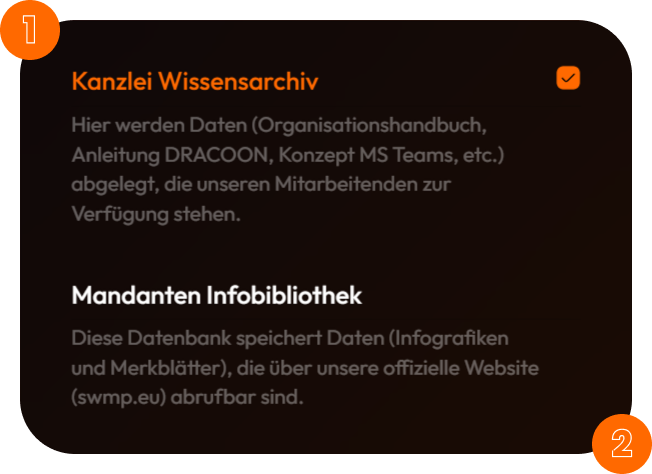 1
Kanzlei Wissensarchiv
Hier werden Daten (Organisationshandbuch,
Anleitung DRACOON, Konzept MS Teams, etc.)
abgelegt, die unseren Mitarbeitenden zur
Verfügung stehen.
Mandanten Infobibliothek
Diese Datenbank speichert Daten (Infografiken
und Merkblätter), die über unsere offizielle Website
(swmp.eu) abrufbar sind.
2